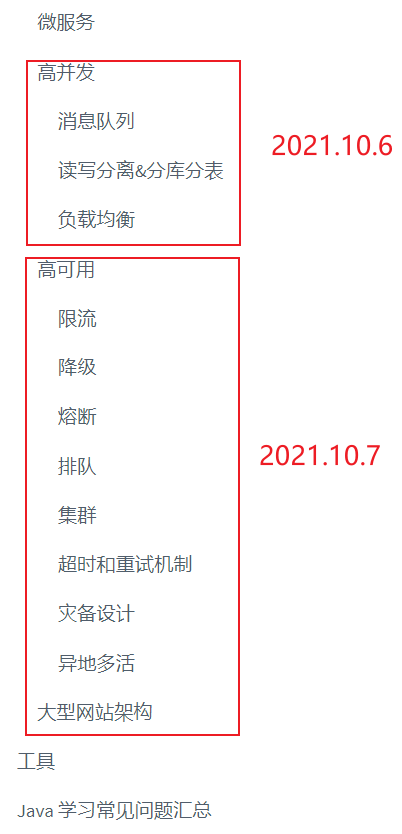 微服务
高并发
消息队列
2021.10.6
读写分离&分库分表
负载均衡
高可用
限流
降级
熔断
2021.10.7
排队
集群
超时和重试机制
灾备设计
异地多活
大型网站架构
工具
Java 学习常见问题汇总